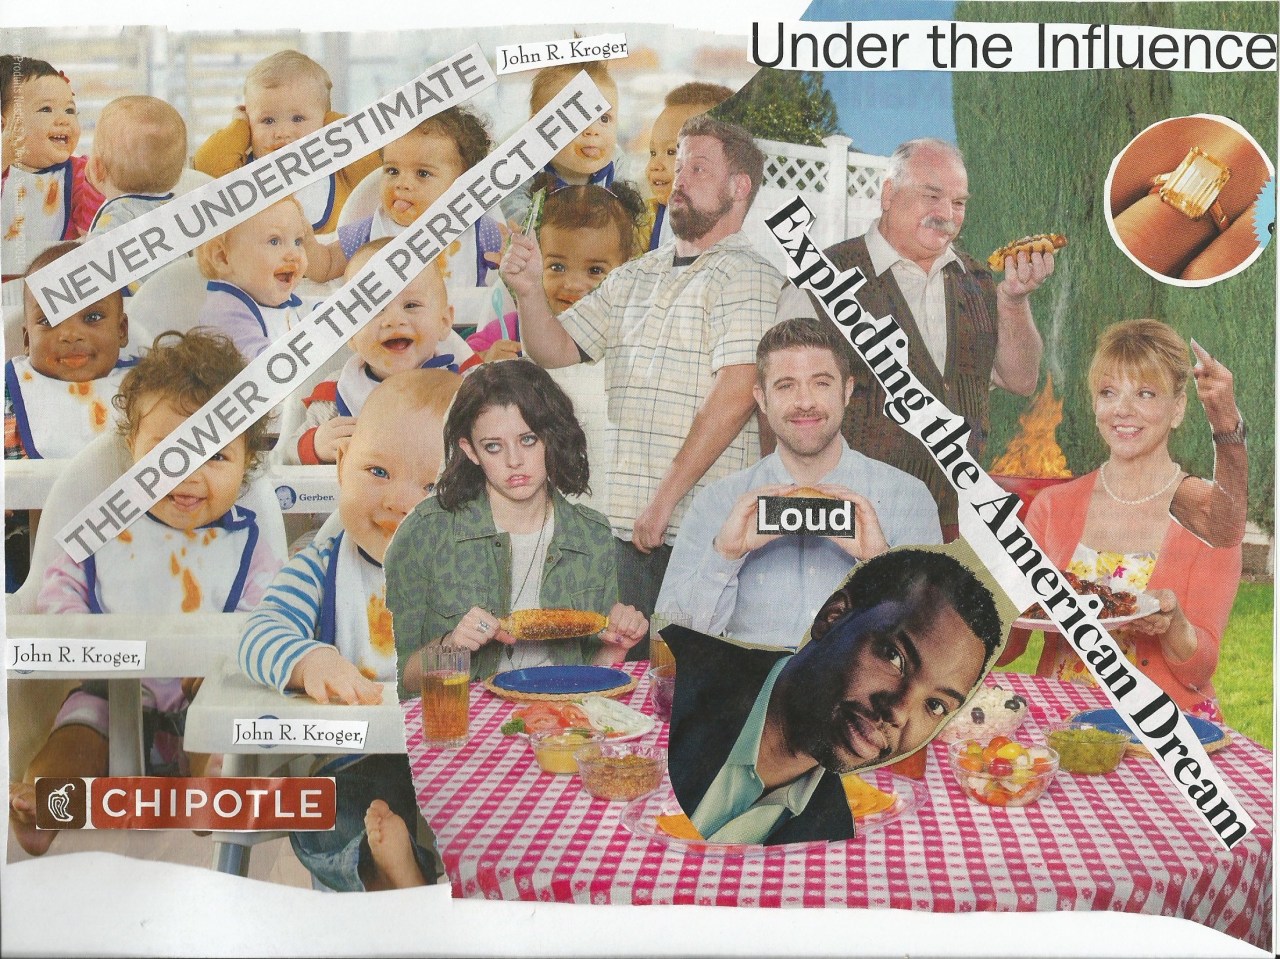 John R. Kroger
Under the Influence
NEVER UNDERESTIMATE
THE POWER OF THE PERFECT FIT.
Exploding the American Dream
Gerber.
Loud
John R. Kroger,
John R. Kroger,
CHIPOTLE